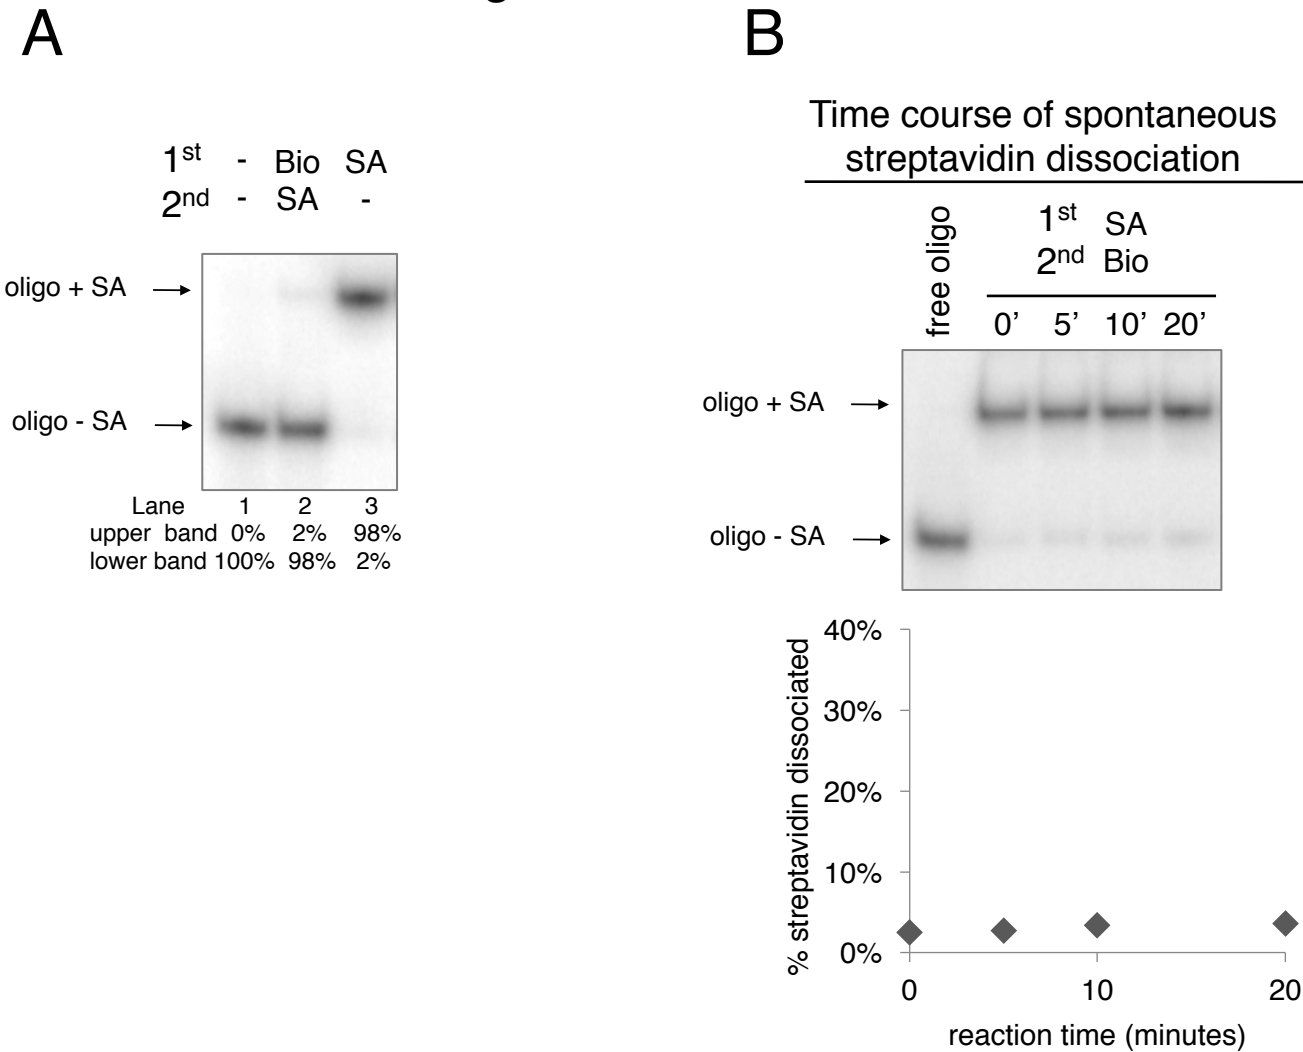 A
1st - Bio SA
2nd - SA -
oligo + SA
oligo - SA
Lane 1 2 3
upper band 0% 2% 98%
lower band 100% 98% 2%
B
Time course of spontaneous
streptavidin dissociation
free oligo
1st SA
2nd Bio
0’ 5’ 10’ 20’
oligo + SA
oligo - SA
% streptavidin dissociated
40%
30%
20%
10%
0%
0 10 20
reaction time (minutes)